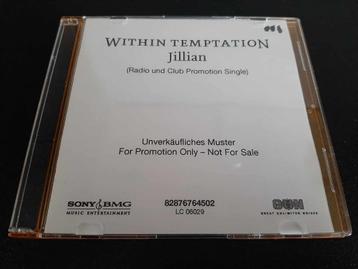 WITHIN TEMPTATION
Jillian
(Radio und Club Promotion Single)
Unverkäufliches Muster
For Promotion Only – Not For Sale
SONY BMG
MUSIC ENTERTAINMENT
82876764502
LC 06029
GUN
GREAT UNLIMITED NOISES